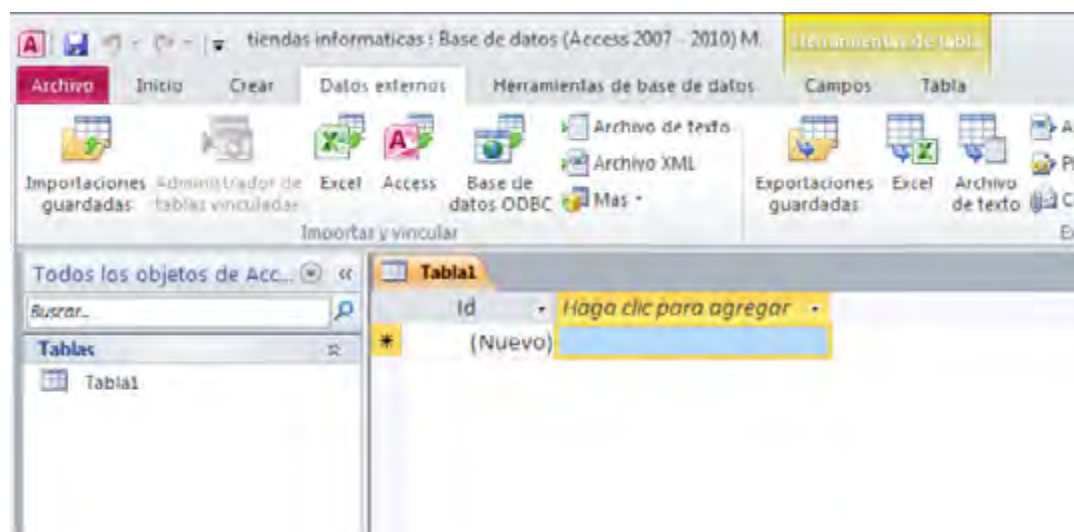 tiendas informaticas : Base de datos (Access 2007 - 2010) M.
Herramientas de tabla
Archivo Inicio Crear Datos externos Herramientas de base de datos Campos Tabla
Importaciones guardadas
Administrador de tablas vinculadas
Excel
Access
Base de datos ODBC
Archivo de texto
Archivo XML
Más
Importar y vincular
Exportaciones guardadas
Excel
Archivo de texto
Todos los objetos de Acc...
Buscar...
Tablas
Tabla1
Tabla1
Id Haga clic para agregar
(Nuevo)